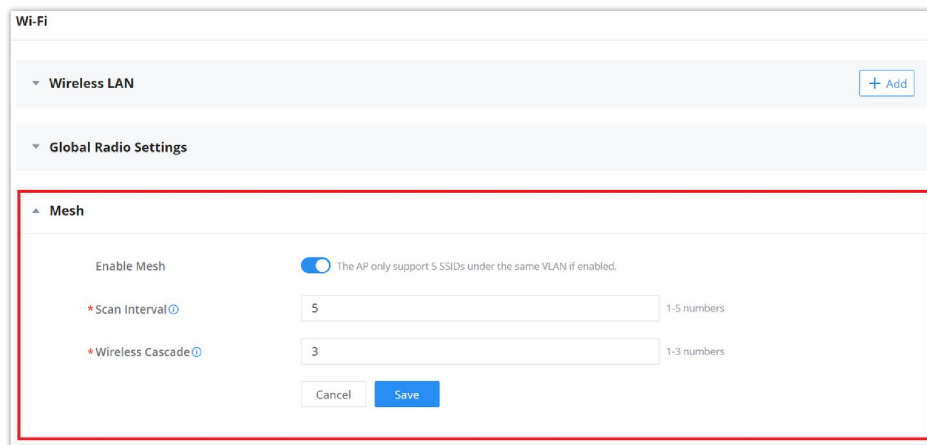 Wi-Fi
Wireless LAN
+ Add
Global Radio Settings
Mesh
Enable Mesh The AP only support 5 SSIDs under the same VLAN if enabled.
* Scan Interval 5 1-5 numbers
* Wireless Cascade 3 1-3 numbers
Cancel Save